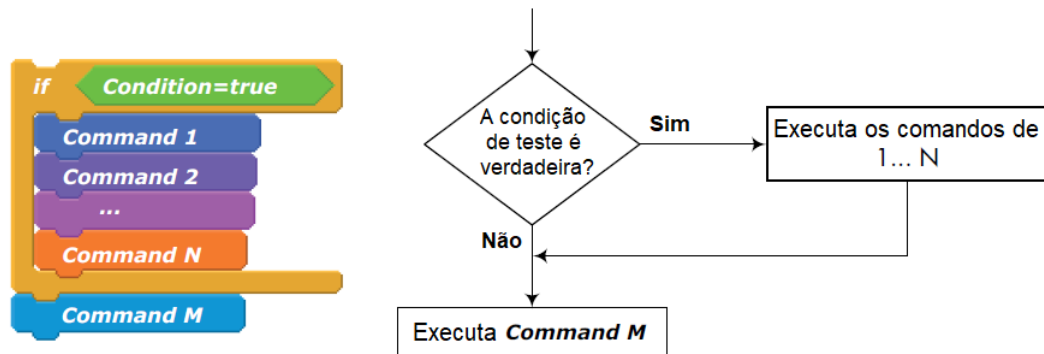 if Condition=true
Command 1
Command 2
...
Command N
Command M
A condição
de teste é
verdadeira?
Sim
Não
Executa os comandos de
1... N
Executa Command M